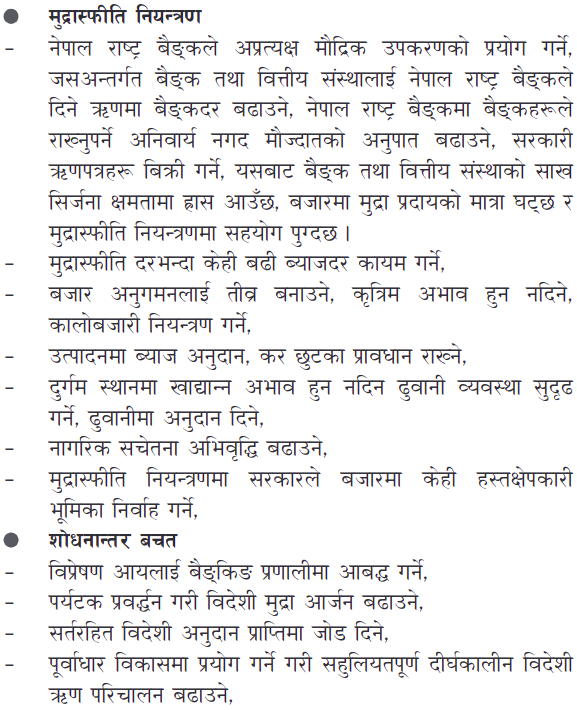 ● मुद्रास्फीति नियन्त्रण
- नेपाल राष्ट्र बैङ्कले अप्रत्यक्ष मौद्रिक उपकरणको प्रयोग गर्ने,
जसअन्तर्गत बैङ्क तथा वित्तीय संस्थालाई नेपाल राष्ट्र बैङ्कले
दिने ऋणमा बैङ्कदर बढाउने, नेपाल राष्ट्र बैङ्कमा बैङ्कहरूले
राख्नुपर्ने अनिवार्य नगद मौज्दातको अनुपात बढाउने, सरकारी
ऋणपत्रहरू बिक्री गर्ने, यसबाट बैङ्क तथा वित्तीय संस्थाको साख
सिर्जना क्षमतामा ह्रास आउँछ, बजारमा मुद्रा प्रदायको मात्रा घट्छ र
मुद्रास्फीति नियन्त्रणमा सहयोग पुग्दछ ।
- मुद्रास्फीति दरभन्दा केही बढी ब्याजदर कायम गर्ने,
- बजार अनुगमनलाई तीव्र बनाउने, कृत्रिम अभाव हुन नदिने,
कालोबजारी नियन्त्रण गर्ने,
- उत्पादनमा ब्याज अनुदान, कर छुटका प्रावधान राख्ने,
- दुर्गम स्थानमा खाद्यान्न अभाव हुन नदिन ढुवानी व्यवस्था सुदृढ
गर्ने, ढुवानीमा अनुदान दिने,
- नागरिक सचेतना अभिवृद्धि बढाउने,
- मुद्रास्फीति नियन्त्रणमा सरकारले बजारमा केही हस्तक्षेपकारी
भूमिका निर्वाह गर्ने,
● शोधनान्तर बचत
- विप्रेषण आयलाई बैङ्किङ प्रणालीमा आबद्ध गर्ने,
- पर्यटक प्रवर्द्धन गरी विदेशी मुद्रा आर्जन बढाउने,
- सर्तरहित विदेशी अनुदान प्राप्तिमा जोड दिने,
- पूर्वाधार विकासमा प्रयोग गर्ने गरी सहुलियतपूर्ण दीर्घकालीन विदेशी
ऋण परिचालन बढाउने,